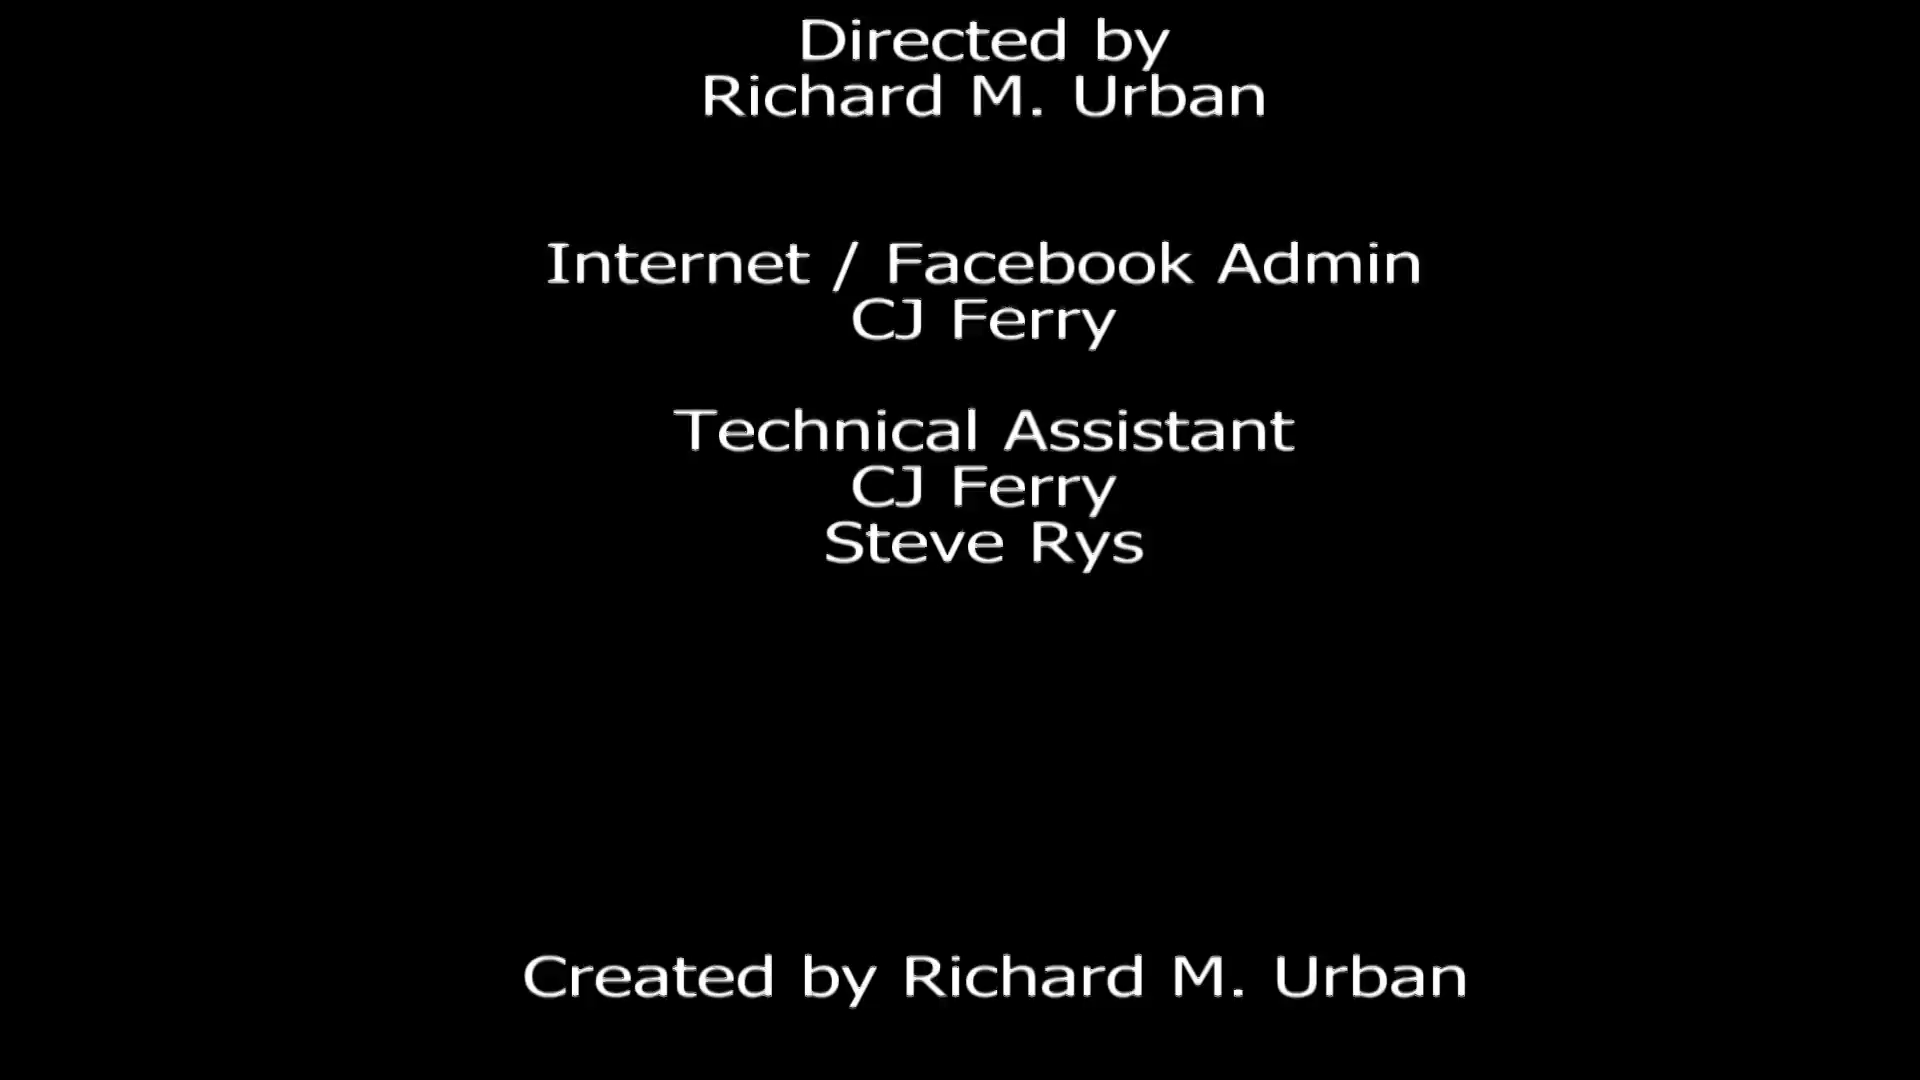 Directed by
Richard M. Urban
Internet / Facebook Admin
CJ Ferry
Technical Assistant
CJ Ferry
Steve Rys
Created by Richard M. Urban